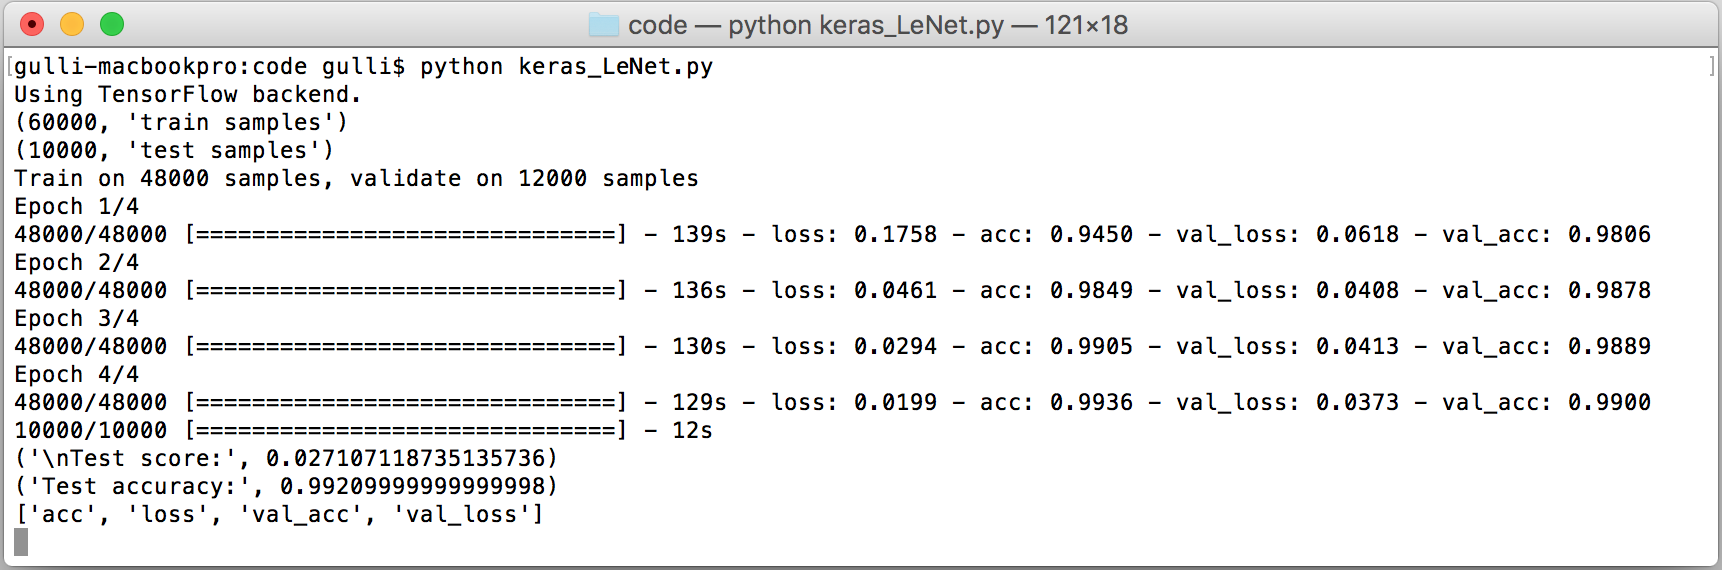 code — python keras_LeNet.py — 121×18
[gulli-macbookpro:code gulli$ python keras_LeNet.py ]
Using TensorFlow backend.
(60000, 'train samples')
(10000, 'test samples')
Train on 48000 samples, validate on 12000 samples
Epoch 1/4
48000/48000 [==============================] - 139s - loss: 0.1758 - acc: 0.9450 - val_loss: 0.0618 - val_acc: 0.9806
Epoch 2/4
48000/48000 [==============================] - 136s - loss: 0.0461 - acc: 0.9849 - val_loss: 0.0408 - val_acc: 0.9878
Epoch 3/4
48000/48000 [==============================] - 130s - loss: 0.0294 - acc: 0.9905 - val_loss: 0.0413 - val_acc: 0.9889
Epoch 4/4
48000/48000 [==============================] - 129s - loss: 0.0199 - acc: 0.9936 - val_loss: 0.0373 - val_acc: 0.9900
10000/10000 [==============================] - 12s
('\nTest score:', 0.027107118735135736)
('Test accuracy:', 0.99209999999999998)
['acc', 'loss', 'val_acc', 'val_loss']